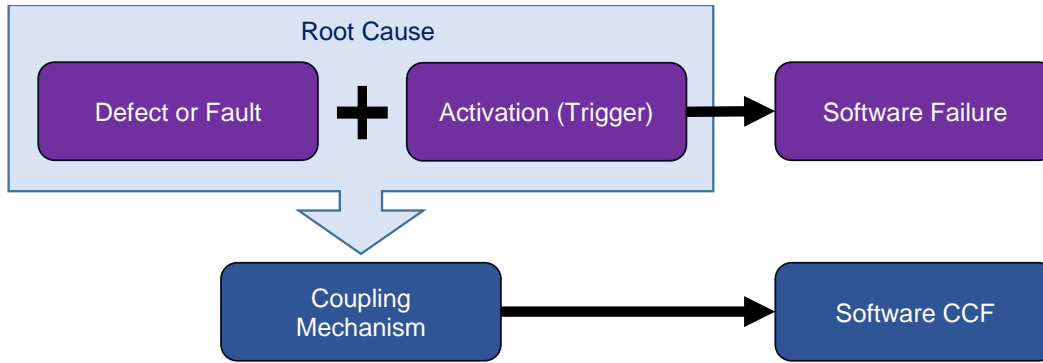 Root Cause
Defect or Fault
Activation (Trigger)
Software Failure
Coupling
Mechanism
Software CCF